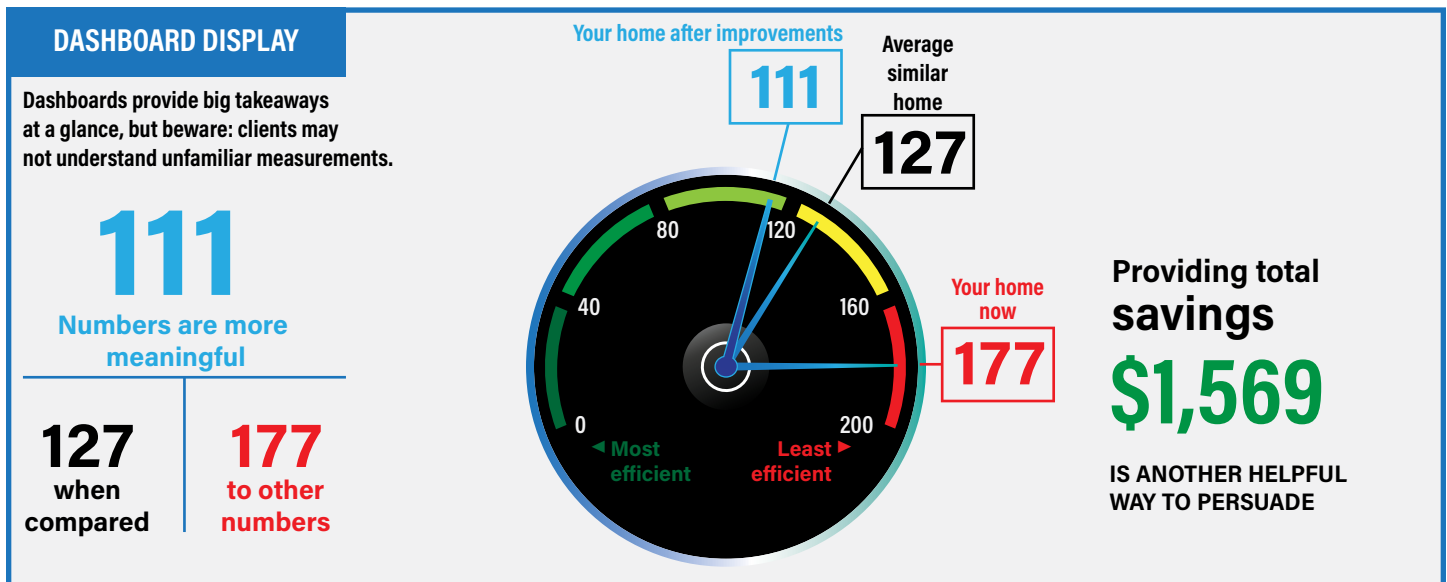 DASHBOARD DISPLAY
Dashboards provide big takeaways
at a glance, but beware: clients may
not understand unfamiliar measurements.
111
Numbers are more
meaningful
127
when
compared
177
to other
numbers
Your home after improvements
111
Average
similar
home
127
Your home
now
177
0
40
80
120
160
200
◄ Most
efficient
Least ►
efficient
Providing total
savings
$1,569
IS ANOTHER HELPFUL
WAY TO PERSUADE